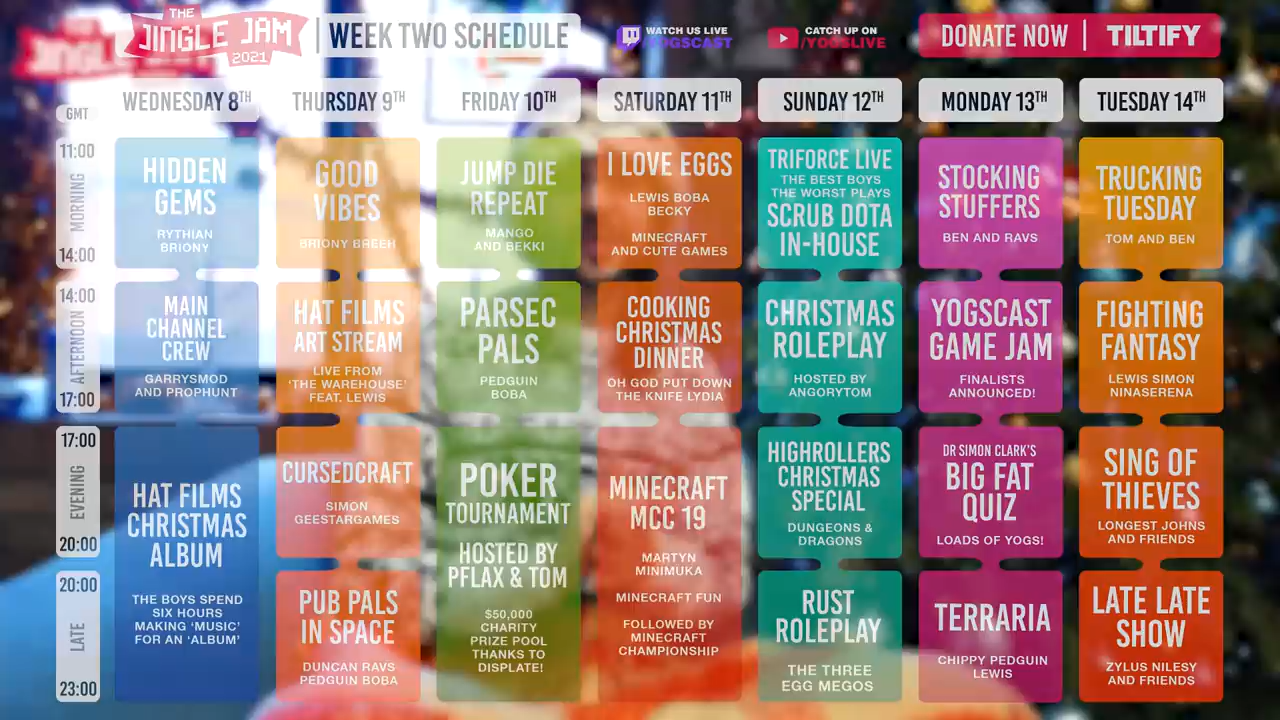 THE
JINGLE JAM
2021
WEEK TWO SCHEDULE
WATCH US LIVE
/YOGSCAST
CATCH UP ON
/YOGSLIVE
DONATE NOW | TILTIFY
GMT
WEDNESDAY 8TH
THURSDAY 9TH
FRIDAY 10TH
SATURDAY 11TH
SUNDAY 12TH
MONDAY 13TH
TUESDAY 14TH
11:00
MORNING
14:00
HIDDEN
GEMS
RYTHIAN
BRIONY
GOOD
VIBES
BRIONY BREEH
JUMP DIE
REPEAT
MANGO
AND BEKKI
I LOVE EGGS
LEWIS BOBA
BECKY
MINECRAFT
AND CUTE GAMES
TRIFORCE LIVE
THE BEST BOYS
THE WORST PLAYS
SCRUB DOTA
IN-HOUSE
STOCKING
STUFFERS
BEN AND RAVS
TRUCKING
TUESDAY
TOM AND BEN
14:00
AFTERNOON
17:00
MAIN
CHANNEL
CREW
GARRYSMOD
AND PROPHUNT
HAT FILMS
ART STREAM
LIVE FROM
'THE WAREHOUSE'
FEAT. LEWIS
PARSEC
PALS
PEDGUIN
BOBA
COOKING
CHRISTMAS
DINNER
OH GOD PUT DOWN
THE KNIFE LYDIA
CHRISTMAS
ROLEPLAY
HOSTED BY
ANGORYTOM
YOGSCAST
GAME JAM
FINALISTS
ANNOUNCED!
FIGHTING
FANTASY
LEWIS SIMON
NINASERENA
17:00
EVENING
20:00
HAT FILMS
CHRISTMAS
ALBUM
THE BOYS SPEND
SIX HOURS
MAKING 'MUSIC'
FOR AN 'ALBUM'
CURSEDCRAFT
SIMON
GEESTARGAMES
POKER
TOURNAMENT
HOSTED BY
PFLAX & TOM
$50,000
CHARITY
PRIZE POOL
THANKS TO
DISPLATE!
MINECRAFT
MCC 19
MARTYN
MINIMUKA
MINECRAFT FUN
FOLLOWED BY
MINECRAFT
CHAMPIONSHIP
HIGHROLLERS
CHRISTMAS
SPECIAL
DUNGEONS &
DRAGONS
DR SIMON CLARK'S
BIG FAT
QUIZ
LOADS OF YOGS!
SING OF
THIEVES
LONGEST JOHNS
AND FRIENDS
20:00
LATE
23:00
PUB PALS
IN SPACE
DUNCAN RAVS
PEDGUIN BOBA
RUST
ROLEPLAY
THE THREE
EGG MEGOS
TERRARIA
CHIPPY PEDGUIN
LEWIS
LATE LATE
SHOW
ZYLUS NILESY
AND FRIENDS